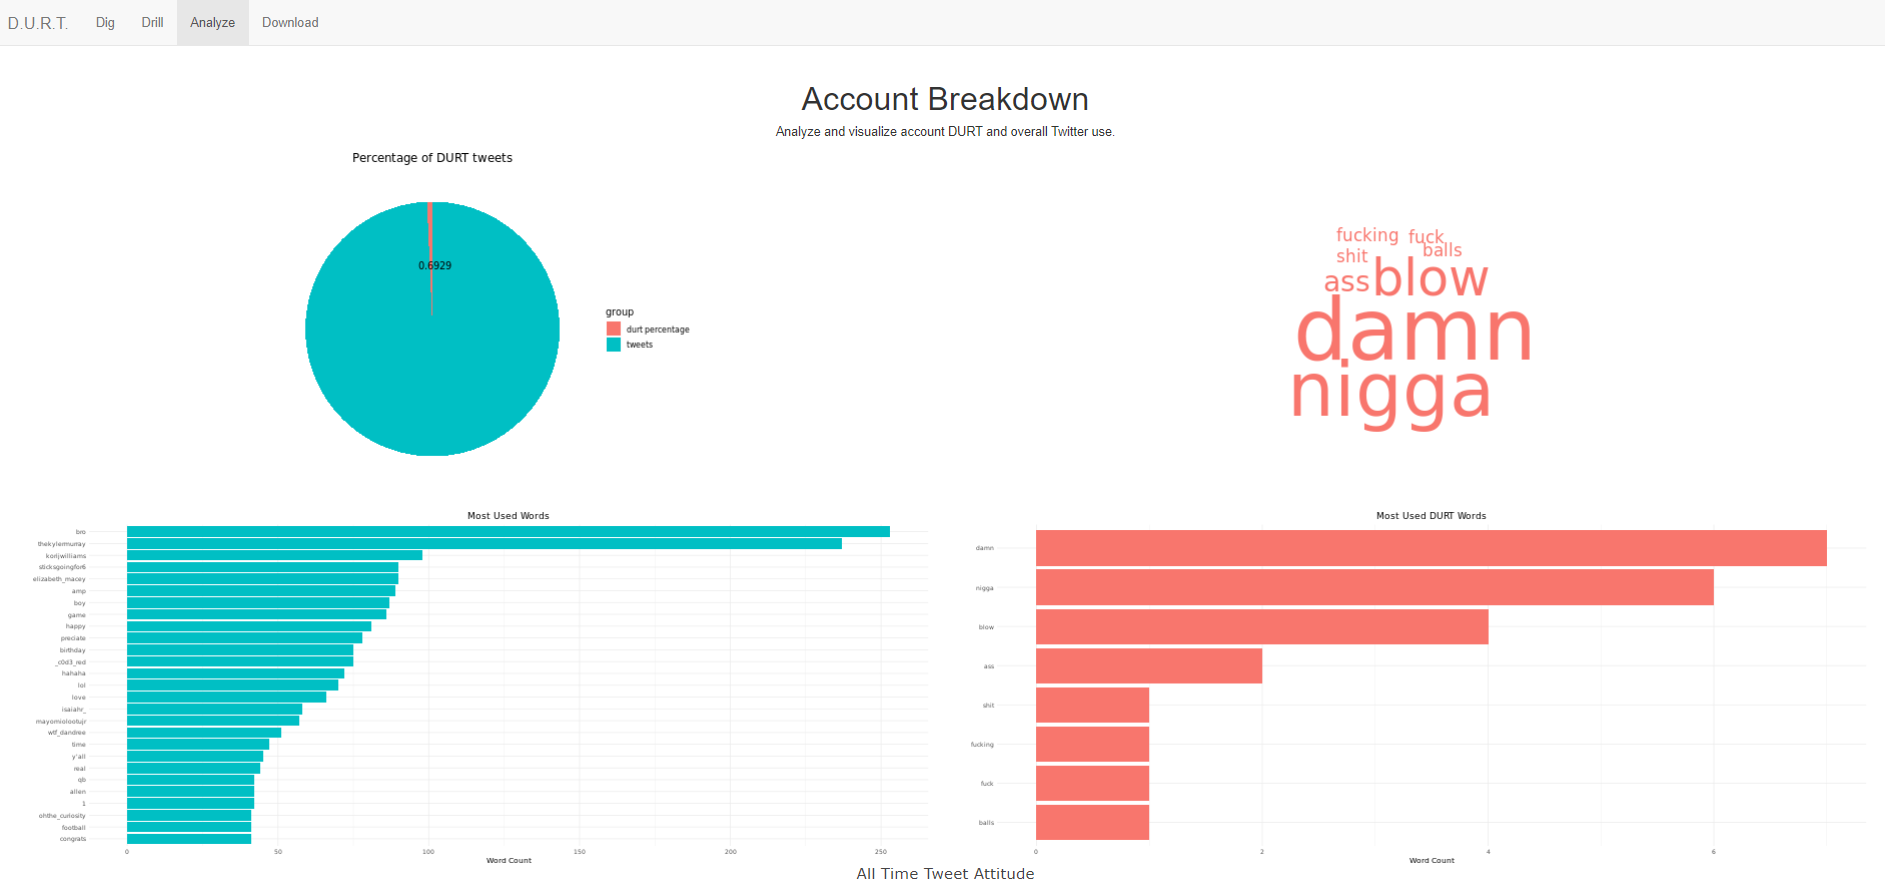 D.U.R.T. Dig Drill Analyze Download
Account Breakdown
Analyze and visualize account DURT and overall Twitter use.
Percentage of DURT tweets
0.6929
group
durt percentage
tweets
fucking fuck
shit balls
ass blow
damn
nigga
Most Used Words
bro
thekylermurray
korijwilliams
sticksgoingfor6
elizabeth_macey
amp
boy
game
happy
preciate
birthday
_c0d3_red
hahaha
lol
love
isaiahr_
mayomiolootujr
wtf_dandree
time
y'all
real
qb
allen
1
ohthe_curiosity
football
congrats
0 50 100 150 200 250
Word Count
Most Used DURT Words
damn
nigga
blow
ass
shit
fucking
fuck
balls
0 2 4 6
Word Count
All Time Tweet Attitude